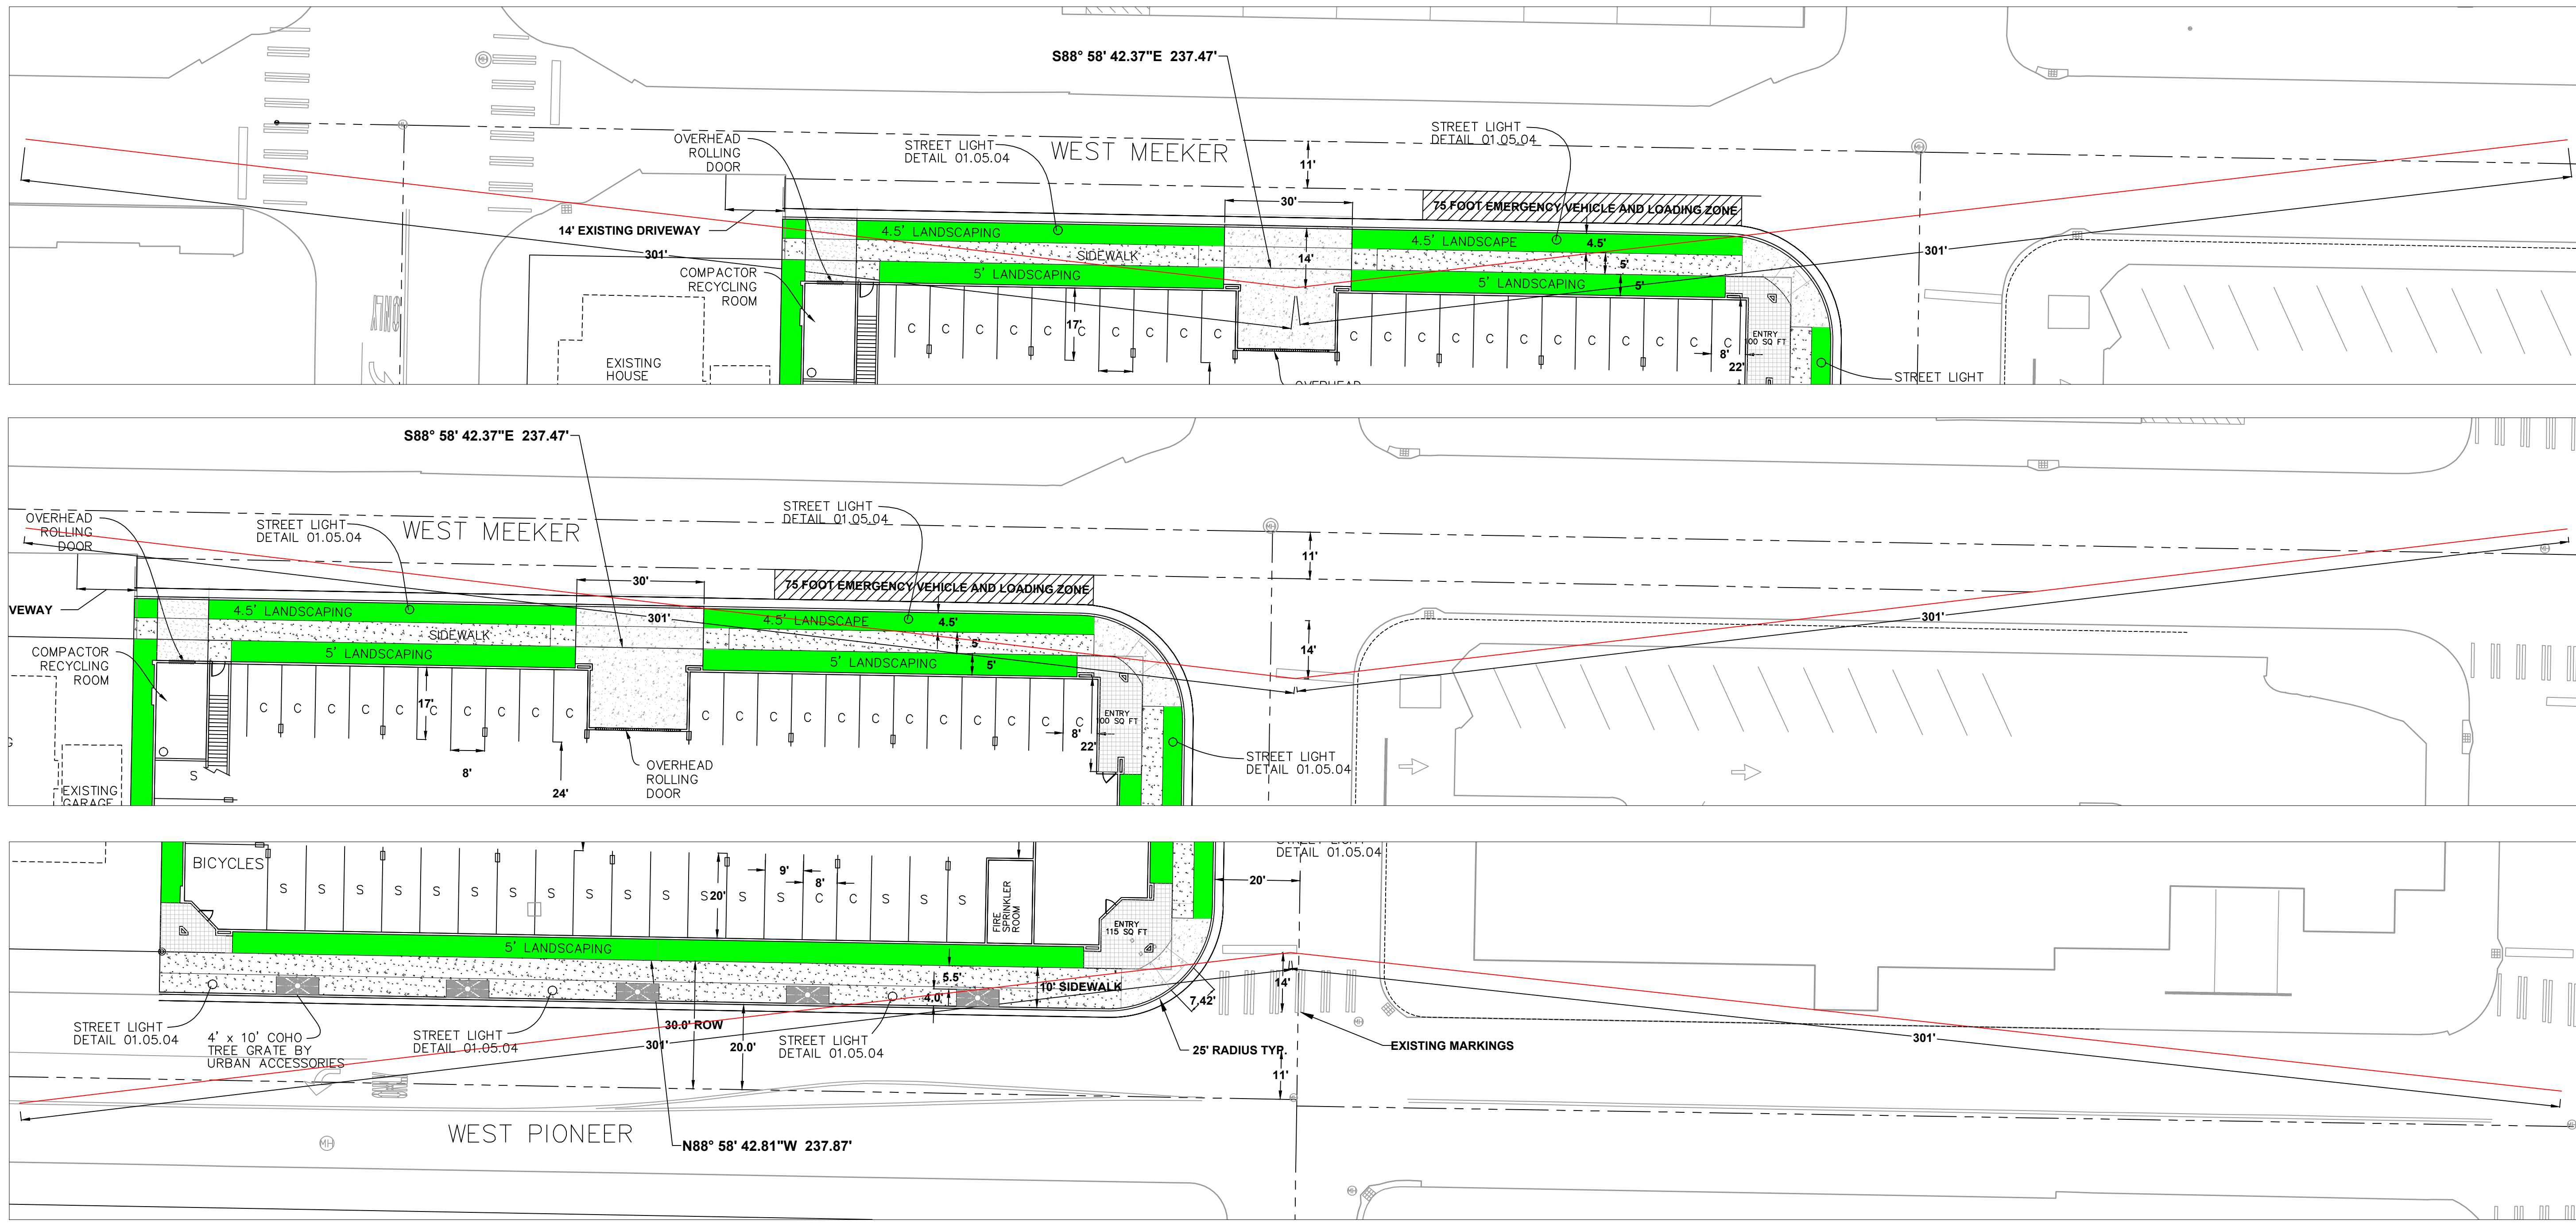 S88° 58' 42.37"E 237.47'
OVERHEAD
ROLLING
DOOR
STREET LIGHT
DETAIL 01.05.04
WEST MEEKER
STREET LIGHT
DETAIL 01.05.04
11'
30'
75 FOOT EMERGENCY VEHICLE AND LOADING ZONE
14' EXISTING DRIVEWAY
4.5' LANDSCAPING
4.5' LANDSCAPE
4.5'
301'
SIDEWALK
14'
5'
301'
COMPACTOR
RECYCLING
ROOM
5' LANDSCAPING
5' LANDSCAPING
5'
17'
C C C C C C C C C C
C C C C C C C C C C C C
ENTRY
100 SQ FT
8'
22'
EXISTING
HOUSE
ONLY
OVERHEAD
STREET LIGHT
MH
S88° 58' 42.37"E 237.47'
OVERHEAD
ROLLING
DOOR
STREET LIGHT
DETAIL 01.05.04
WEST MEEKER
STREET LIGHT
DETAIL 01.05.04
MH
11'
30'
75 FOOT EMERGENCY VEHICLE AND LOADING ZONE
VEWAY
4.5' LANDSCAPING
301'
4.5' LANDSCAPE
4.5'
301'
SIDEWALK
5'
14'
COMPACTOR
RECYCLING
ROOM
5' LANDSCAPING
5' LANDSCAPING
5'
17'
C C C C C C C C C C
C C C C C C C C C C C C
ENTRY
100 SQ FT
8'
22'
S
8'
24'
OVERHEAD
ROLLING
DOOR
STREET LIGHT
DETAIL 01.05.04
EXISTING
GARAGE
BICYCLES
DETAIL 01.05.04
9'
8'
20'
20'
S S S S S S S S S S S S S S C C S S S
FIRE
SPRINKLER
ROOM
ENTRY
115 SQ FT
5' LANDSCAPING
5.5'
10' SIDEWALK
14'
4.0'
7.42'
STREET LIGHT
DETAIL 01.05.04
4' x 10' COHO
TREE GRATE BY
URBAN ACCESSORIES
STREET LIGHT
DETAIL 01.05.04
30.0' ROW
301'
20.0'
STREET LIGHT
DETAIL 01.05.04
25' RADIUS TYP.
EXISTING MARKINGS
301'
11'
WEST PIONEER
MH
N88° 58' 42.81"W 237.87'